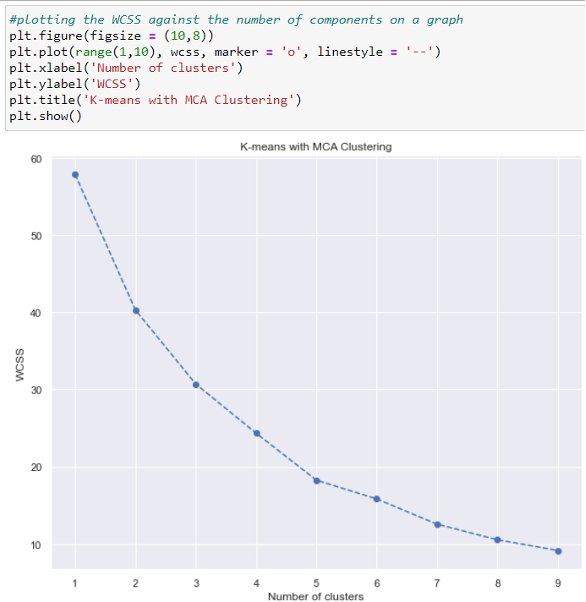 #plotting the WCSS against the number of components on a graph
plt.figure(figsize = (10,8))
plt.plot(range(1,10), wcss, marker = 'o', linestyle = '--')
plt.xlabel('Number of clusters')
plt.ylabel('WCSS')
plt.title('K-means with MCA Clustering')
plt.show()
K-means with MCA Clustering
60
50
40
30
20
10
WCSS
1 2 3 4 5 6 7 8 9
Number of clusters